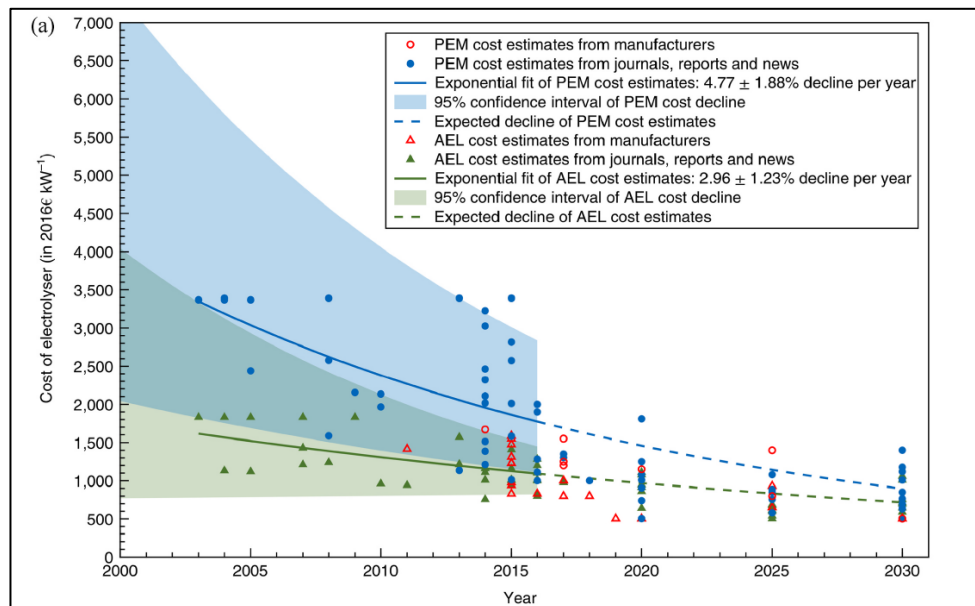 (a)
7,000
6,500
6,000
5,500
5,000
4,500
4,000
3,500
3,000
2,500
2,000
1,500
1,000
500
0
Cost of electrolyser (in 2016€ kW⁻¹)
PEM cost estimates from manufacturers
PEM cost estimates from journals, reports and news
Exponential fit of PEM cost estimates: 4.77 ± 1.88% decline per year
95% confidence interval of PEM cost decline
Expected decline of PEM cost estimates
AEL cost estimates from manufacturers
AEL cost estimates from journals, reports and news
Exponential fit of AEL cost estimates: 2.96 ± 1.23% decline per year
95% confidence interval of AEL cost decline
Expected decline of AEL cost estimates
2000 2005 2010 2015 2020 2025 2030
Year